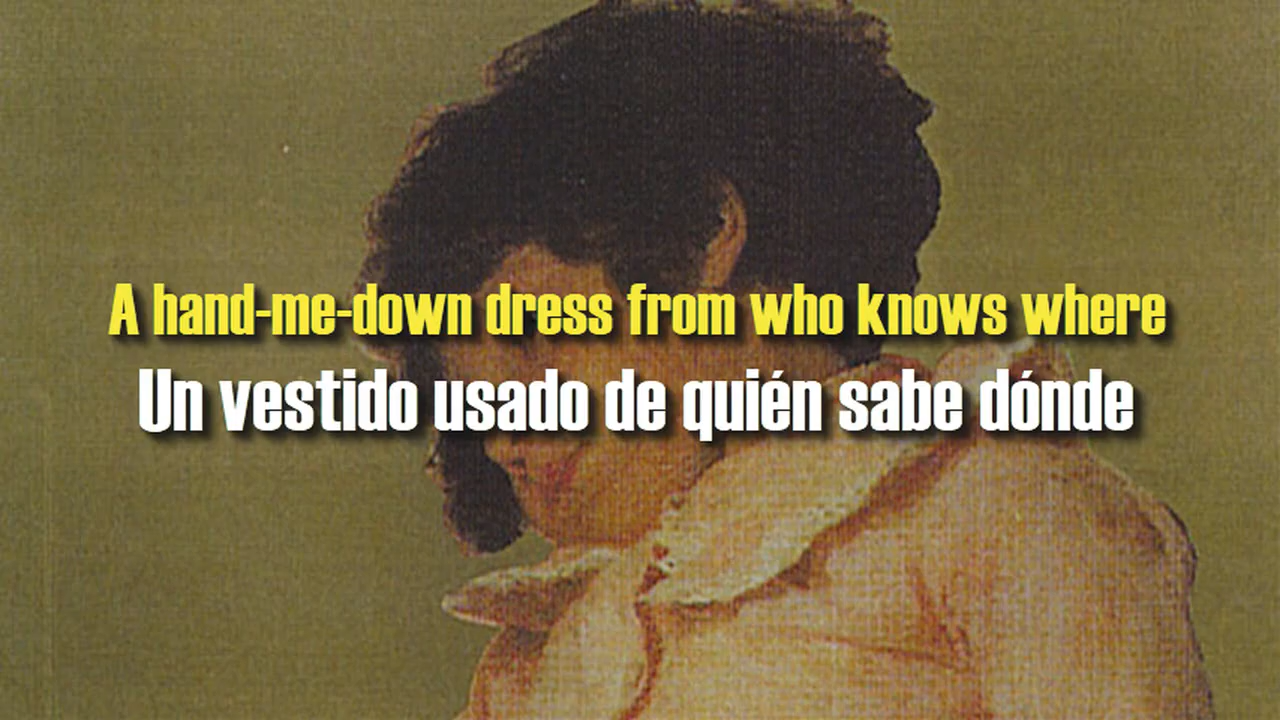 A hand-me-down dress from who knows where
Un vestido usado de quién sabe dónde